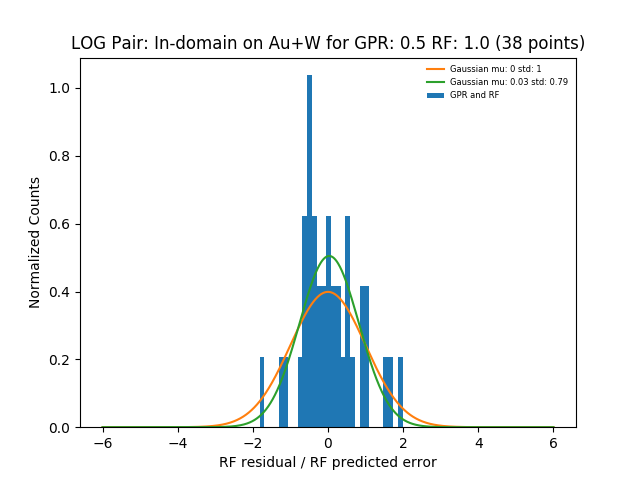 LOG Pair: In-domain on Au+W for GPR: 0.5 RF: 1.0 (38 points)
Gaussian mu: 0 std: 1
Gaussian mu: 0.03 std: 0.79
GPR and RF
Normalized Counts
1.0
0.8
0.6
0.4
0.2
0.0
−6 −4 −2 0 2 4 6
RF residual / RF predicted error